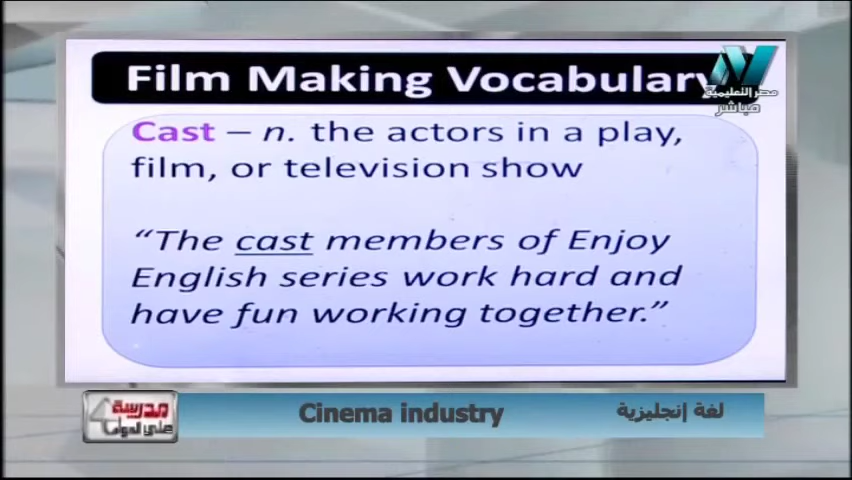 Film Making Vocabulary
مصر التعليمية
مباشر
Cast – n. the actors in a play,
film, or television show
“The cast members of Enjoy
English series work hard and
have fun working together.”
مدرسة
على الهواء
Cinema industry
لغة إنجليزية